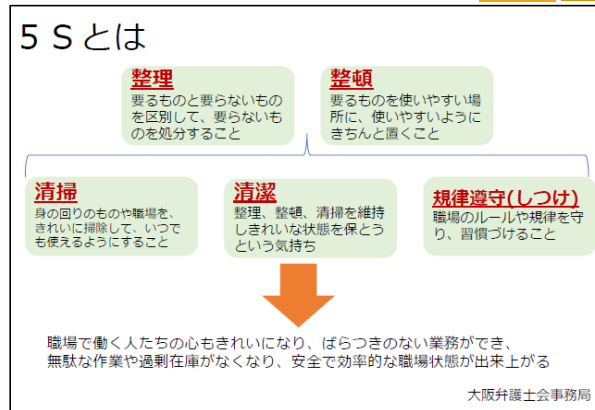 ５Ｓとは
整理
要るものと要らないもの
を区別して、要らないも
のを処分すること
整頓
要るものを使いやすい場
所に、使いやすいように
きちんと置くこと
清掃
身の回りのものや職場を、
きれいに掃除して、いつで
も使えるようにすること
清潔
整理、整頓、清掃を維持
しきれいな状態を保とう
という気持ち
規律遵守(しつけ)
職場のルールや規律を守
り、習慣づけること
職場で働く人たちの心もきれいになり、ばらつきのない業務ができ、
無駄な作業や過剰在庫がなくなり、安全で効率的な職場状態が出来上がる
大阪弁護士会事務局